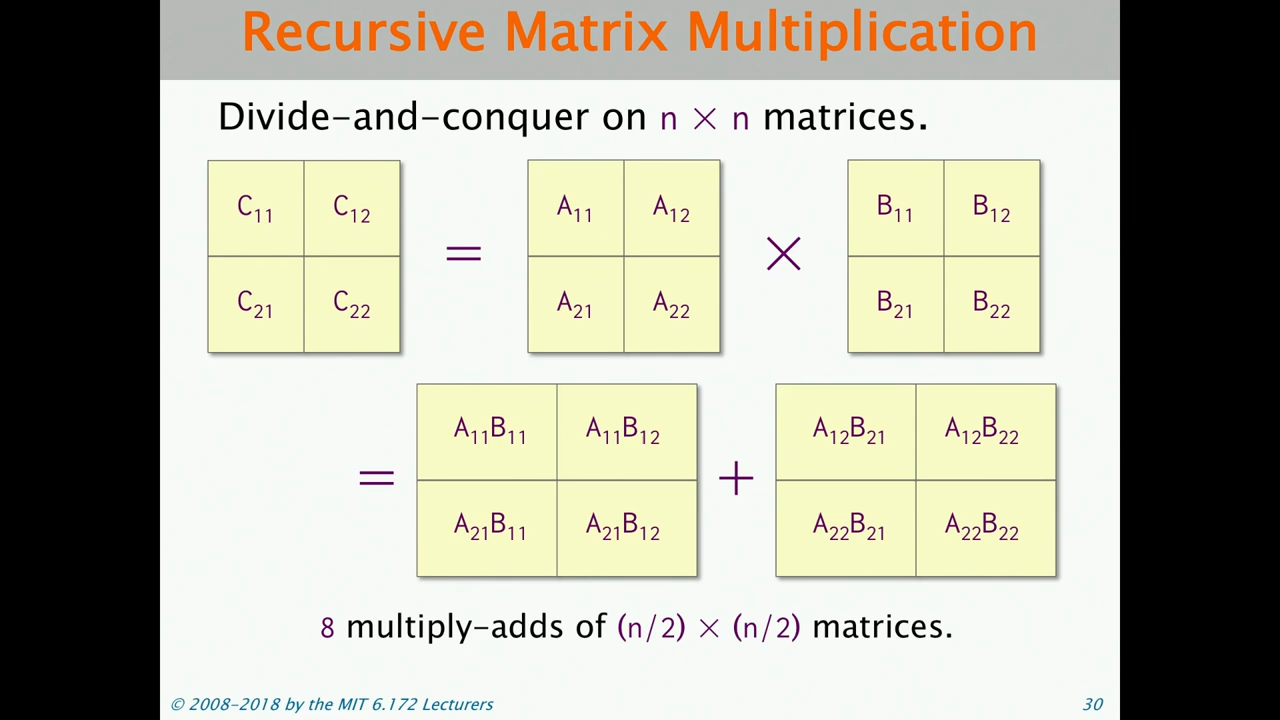 Recursive Matrix Multiplication
Divide-and-conquer on n × n matrices.
C11 C12 A11 A12 B11 B12
= ×
C21 C22 A21 A22 B21 B22
A11B11 A11B12 A12B21 A12B22
= +
A21B11 A21B12 A22B21 A22B22
8 multiply-adds of (n/2) × (n/2) matrices.
© 2008-2018 by the MIT 6.172 Lecturers 30